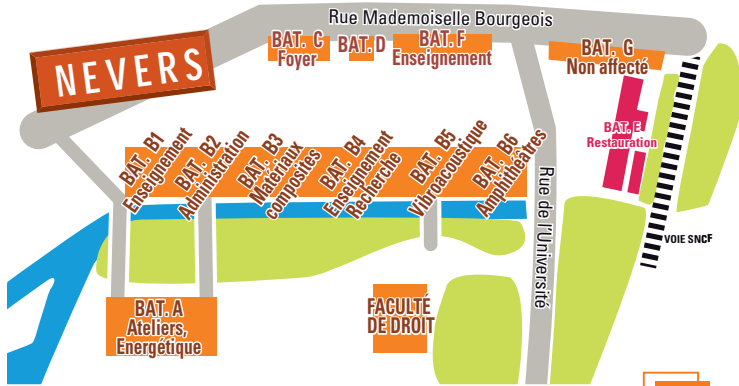 Rue Mademoiselle Bourgeois
NEVERS
BAT. C
Foyer
BAT. D
BAT. F
Enseignement
BAT. G
Non affecté
BAT. E
Restauration
BAT. B1
Enseignement
BAT. B2
Administration
BAT. B3
Matériaux
composites
BAT. B4
Enseignement
Recherche
BAT. B5
Vibroacoustique
BAT. B6
Amphithéâtres
Rue de l'Université
VOIE SNCF
BAT. A
Ateliers,
Energétique
FACULTÉ
DE DROIT